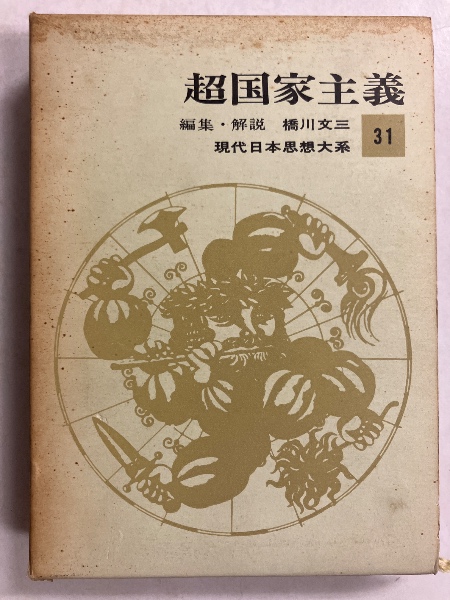 超国家主義
編集・解説 橋川文三
現代日本思想大系 31